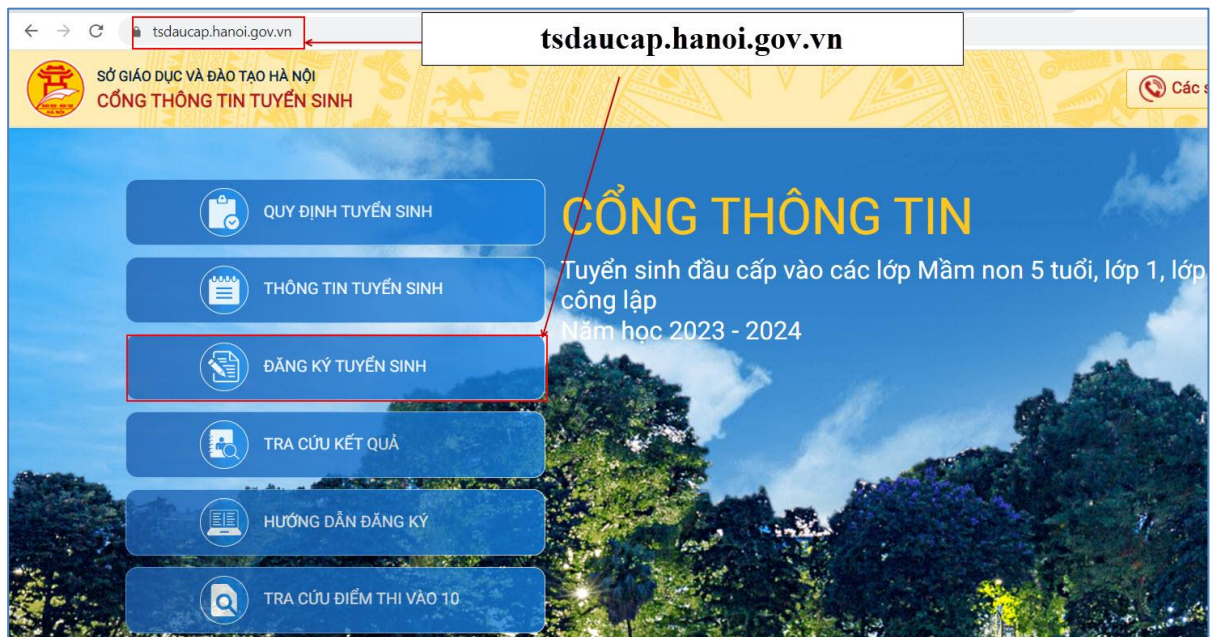 tsdaucap.hanoi.gov.vn
tsdaucap.hanoi.gov.vn
SỞ GIÁO DỤC VÀ ĐÀO TẠO HÀ NỘI
CỔNG THÔNG TIN TUYỂN SINH
Các s
QUY ĐỊNH TUYỂN SINH
THÔNG TIN TUYỂN SINH
ĐĂNG KÝ TUYỂN SINH
TRA CỨU KẾT QUẢ
HƯỚNG DẪN ĐĂNG KÝ
TRA CỨU ĐIỂM THI VÀO 10
CỔNG THÔNG TIN
Tuyển sinh đầu cấp vào các lớp Mầm non 5 tuổi, lớp 1, lớp
công lập
Năm học 2023 - 2024